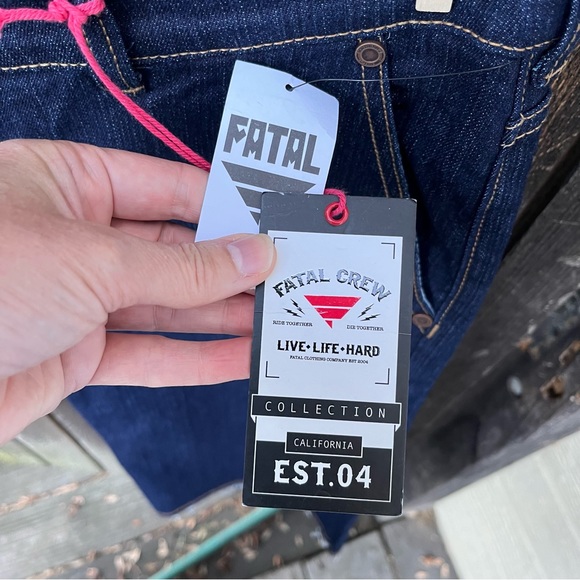 FATAL
FATAL CREW
RIDE TOGETHER DIE TOGETHER
LIVE•LIFE•HARD
FATAL CLOTHING COMPANY EST 2004
COLLECTION
CALIFORNIA
EST.04